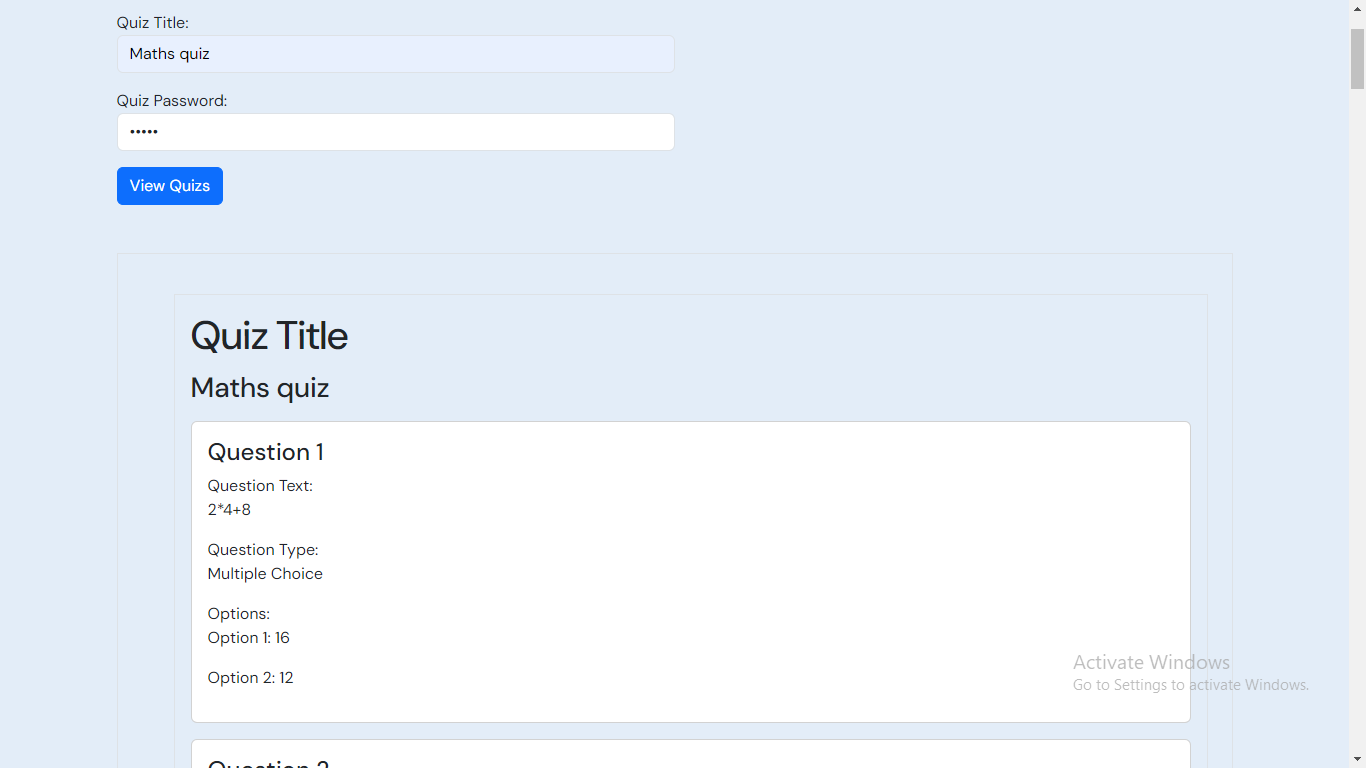 Quiz Title:
Maths quiz
Quiz Password:
•••••
View Quizs
Quiz Title
Maths quiz
Question 1
Question Text:
2*4+8
Question Type:
Multiple Choice
Options:
Option 1: 16
Option 2: 12
Activate Windows
Go to Settings to activate Windows.
Question 2